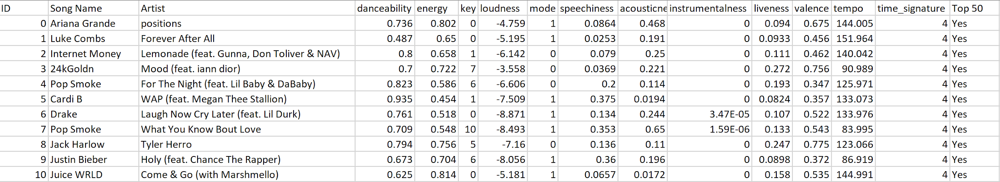 ID Song Name Artist danceability energy key loudness mode speechiness acousticne instrumentalness liveness valence tempo time_signature Top 50
0 Ariana Grande positions 0.736 0.802 0 -4.759 1 0.0864 0.468 0 0.094 0.675 144.005 4 Yes
1 Luke Combs Forever After All 0.487 0.65 0 -5.195 1 0.0253 0.191 0 0.0933 0.456 151.964 4 Yes
2 Internet Money Lemonade (feat. Gunna, Don Toliver & NAV) 0.8 0.658 1 -6.142 0 0.079 0.25 0 0.111 0.462 140.042 4 Yes
3 24kGoldn Mood (feat. iann dior) 0.7 0.722 7 -3.558 0 0.0369 0.221 0 0.272 0.756 90.989 4 Yes
4 Pop Smoke For The Night (feat. Lil Baby & DaBaby) 0.823 0.586 6 -6.606 0 0.2 0.114 0 0.193 0.347 125.971 4 Yes
5 Cardi B WAP (feat. Megan Thee Stallion) 0.935 0.454 1 -7.509 1 0.375 0.0194 0 0.0824 0.357 133.073 4 Yes
6 Drake Laugh Now Cry Later (feat. Lil Durk) 0.761 0.518 0 -8.871 1 0.134 0.244 3.47E-05 0.107 0.522 133.976 4 Yes
7 Pop Smoke What You Know Bout Love 0.709 0.548 10 -8.493 1 0.353 0.65 1.59E-06 0.133 0.543 83.995 4 Yes
8 Jack Harlow Tyler Herro 0.794 0.756 5 -7.16 0 0.136 0.11 0 0.247 0.775 123.066 4 Yes
9 Justin Bieber Holy (feat. Chance The Rapper) 0.673 0.704 6 -8.056 1 0.36 0.196 0 0.0898 0.372 86.919 4 Yes
10 Juice WRLD Come & Go (with Marshmello) 0.625 0.814 0 -5.181 1 0.0657 0.0172 0 0.158 0.535 144.991 4 Yes